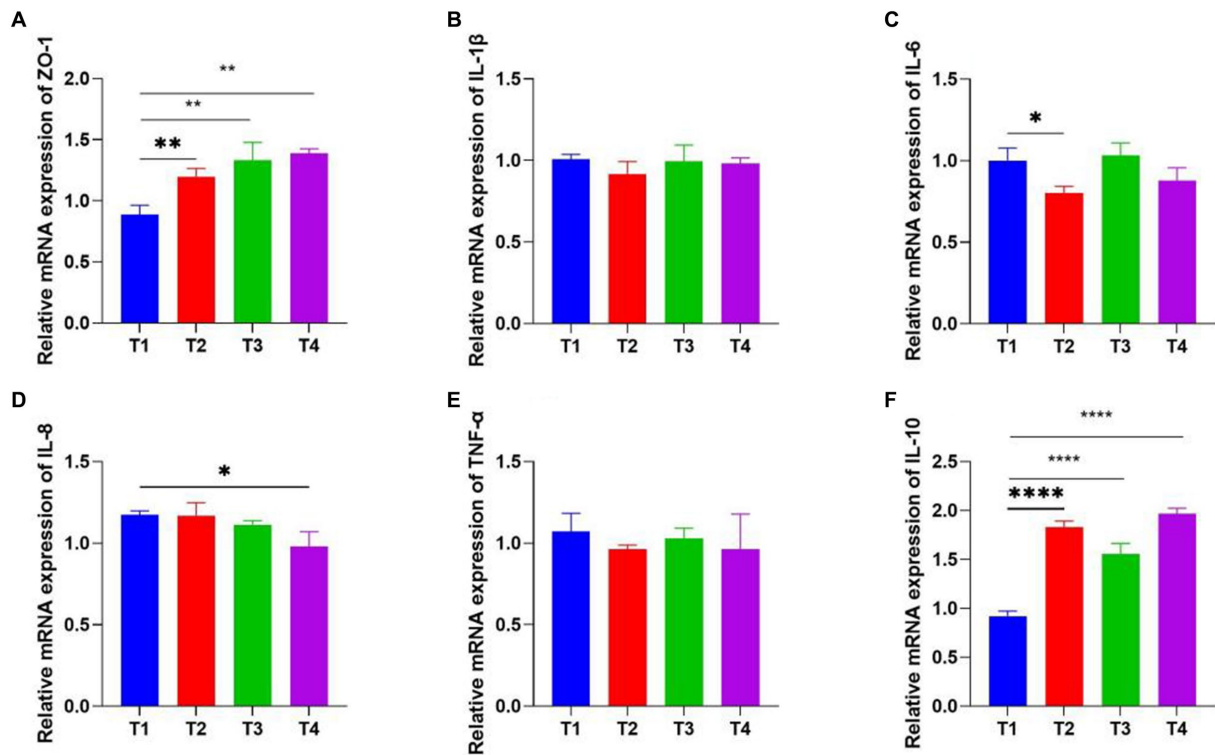 A
Relative mRNA expression of ZO-1
2.0
1.5
1.0
0.5
0.0
**
**
**
T1 T2 T3 T4
B
Relative mRNA expression of IL-1β
1.5
1.0
0.5
0.0
T1 T2 T3 T4
C
Relative mRNA expression of IL-6
1.5
1.0
0.5
0.0
*
T1 T2 T3 T4
D
Relative mRNA expression of IL-8
1.5
1.0
0.5
0.0
*
T1 T2 T3 T4
E
Relative mRNA expression of TNF-α
1.5
1.0
0.5
0.0
T1 T2 T3 T4
F
Relative mRNA expression of IL-10
2.5
2.0
1.5
1.0
0.5
0.0
****
****
****
T1 T2 T3 T4